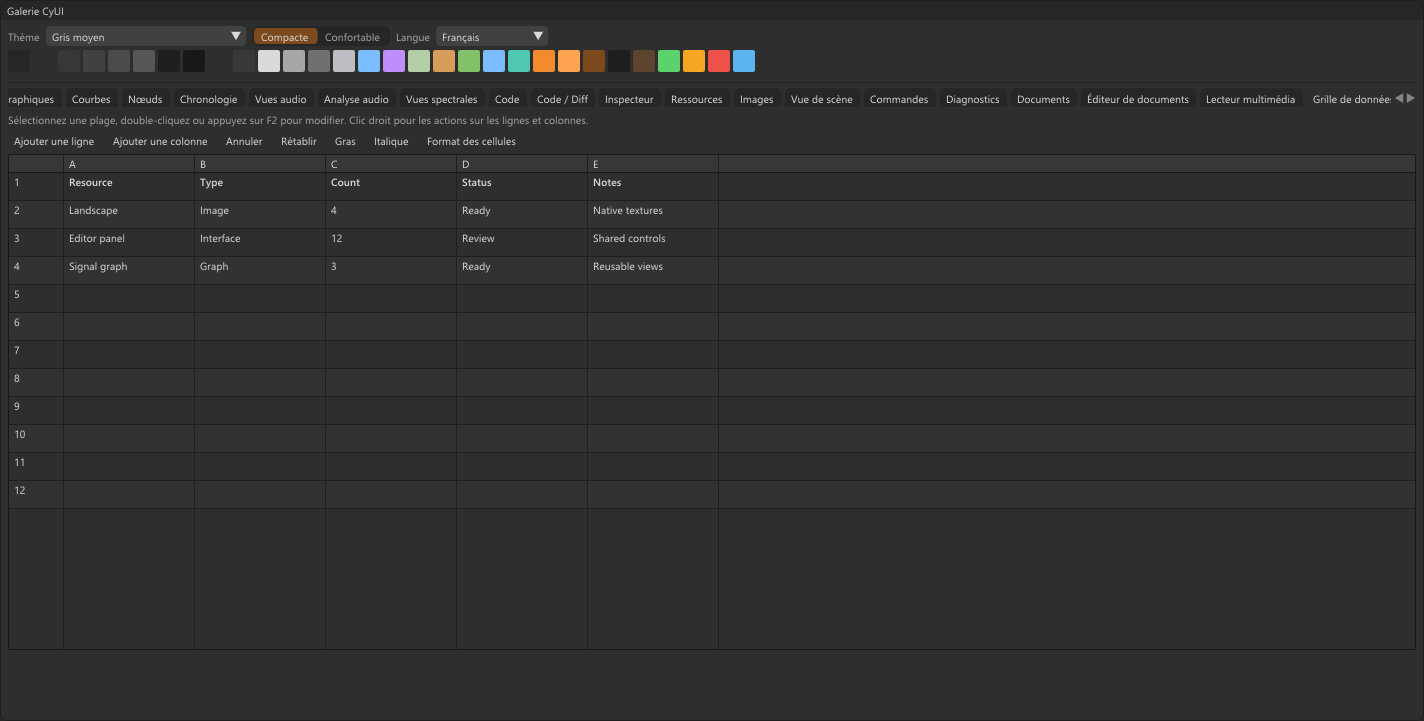 Galerie CyUI
Thème Gris moyen Compacte Confortable Langue Français
raphiques Courbes Nœuds Chronologie Vues audio Analyse audio Vues spectrales Code Code / Diff Inspecteur Ressources Images Vue de scène Commandes Diagnostics Documents Éditeur de documents Lecteur multimédia Grille de donnée
Sélectionnez une plage, double-cliquez ou appuyez sur F2 pour modifier. Clic droit pour les actions sur les lignes et colonnes.
Ajouter une ligne Ajouter une colonne Annuler Rétablir Gras Italique Format des cellules
A B C D E
1 Resource Type Count Status Notes
2 Landscape Image 4 Ready Native textures
3 Editor panel Interface 12 Review Shared controls
4 Signal graph Graph 3 Ready Reusable views
5
6
7
8
9
10
11
12